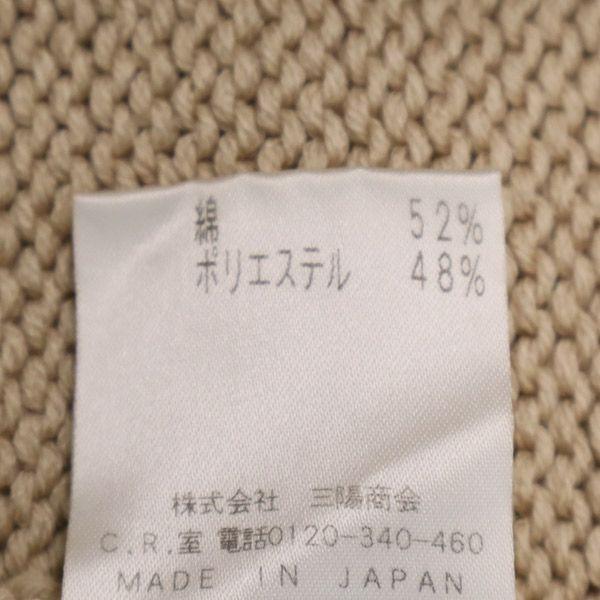 綿 52%
ポリエステル 48%
株式会社 三陽商会
C.R.室 電話0120-340-460
MADE IN JAPAN